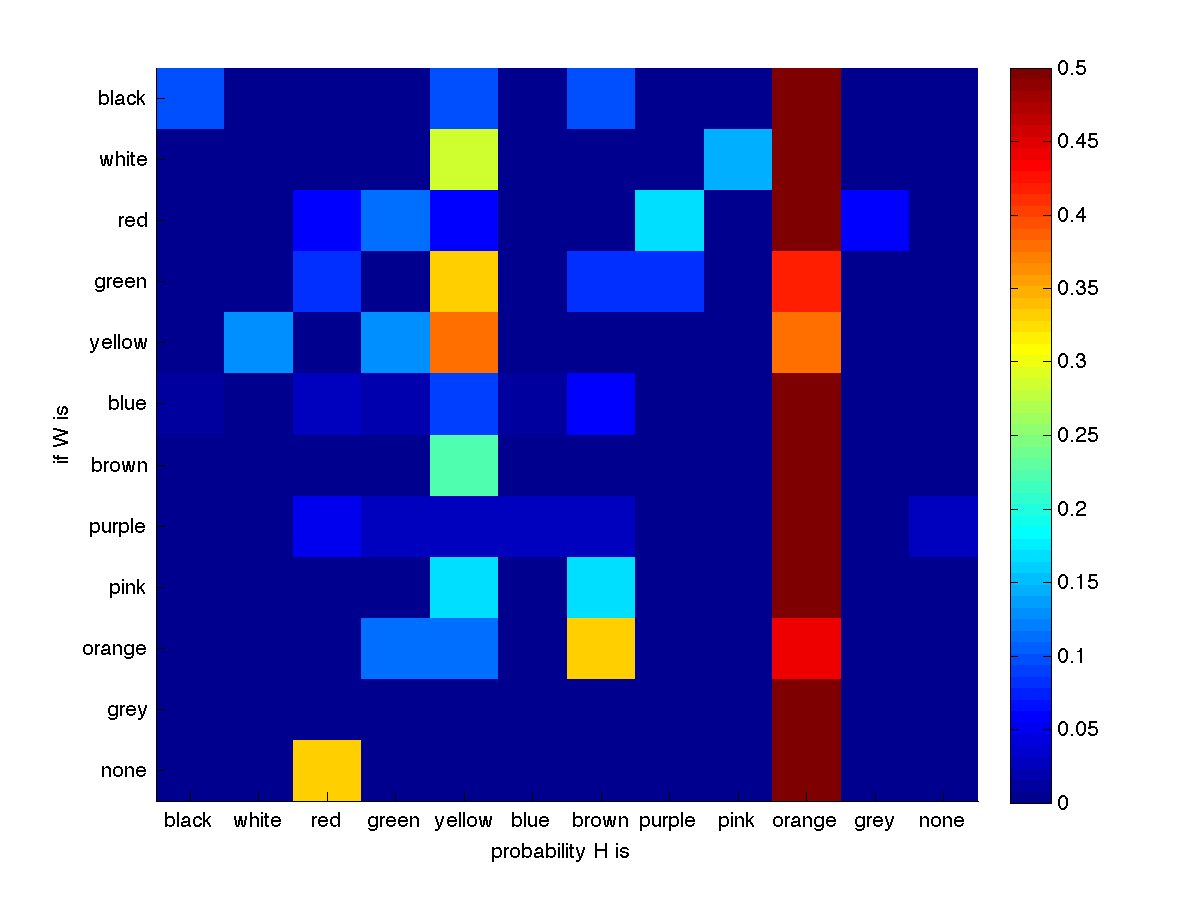 black
white
red
green
yellow
blue
brown
purple
pink
orange
grey
none
if W is
black white red green yellow blue brown purple pink orange grey none
probability H is
0.5
0.45
0.4
0.35
0.3
0.25
0.2
0.15
0.1
0.05
0